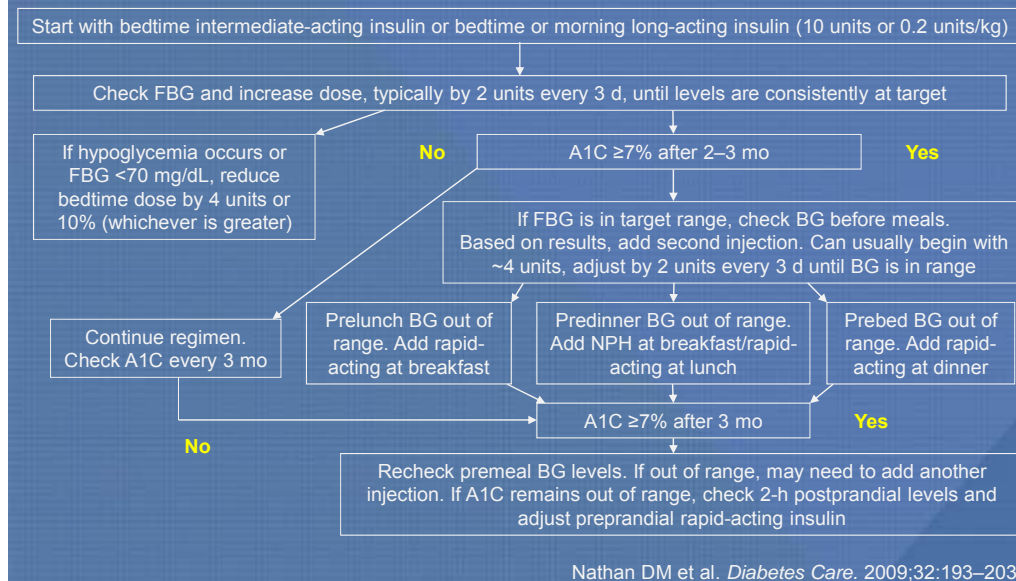 Start with bedtime intermediate-acting insulin or bedtime or morning long-acting insulin (10 units or 0.2 units/kg)
Check FBG and increase dose, typically by 2 units every 3 d, until levels are consistently at target
If hypoglycemia occurs or
FBG <70 mg/dL, reduce
bedtime dose by 4 units or
10% (whichever is greater)
No
A1C ≥7% after 2–3 mo
Yes
If FBG is in target range, check BG before meals.
Based on results, add second injection. Can usually begin with
~4 units, adjust by 2 units every 3 d until BG is in range
Continue regimen.
Check A1C every 3 mo
Prelunch BG out of
range. Add rapid-
acting at breakfast
Predinner BG out of range.
Add NPH at breakfast/rapid-
acting at lunch
Prebed BG out of
range. Add rapid-
acting at dinner
No
A1C ≥7% after 3 mo
Yes
Recheck premeal BG levels. If out of range, may need to add another
injection. If A1C remains out of range, check 2-h postprandial levels and
adjust preprandial rapid-acting insulin
Nathan DM et al. Diabetes Care. 2009;32:193–203